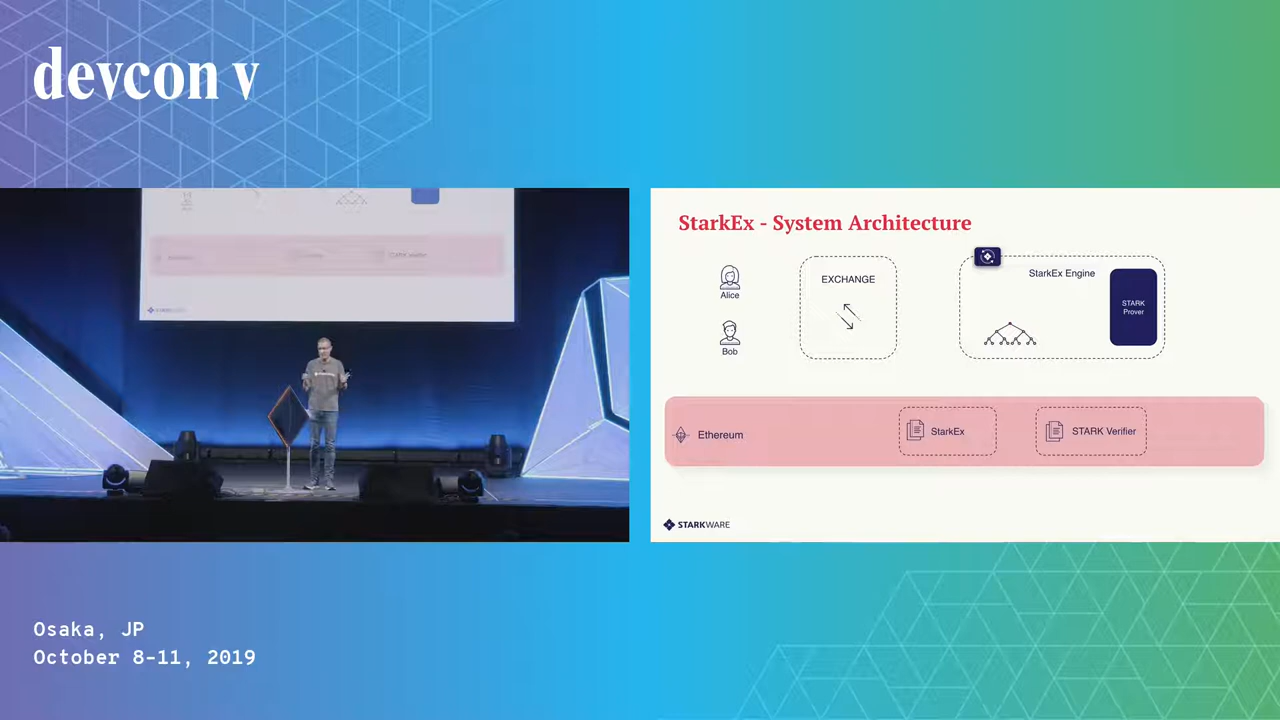 devcon v
StarkEx - System Architecture
Alice
Bob
EXCHANGE
StarkEx Engine
STARK
Prover
Ethereum
StarkEx
STARK Verifier
STARKWARE
Osaka, JP
October 8-11, 2019